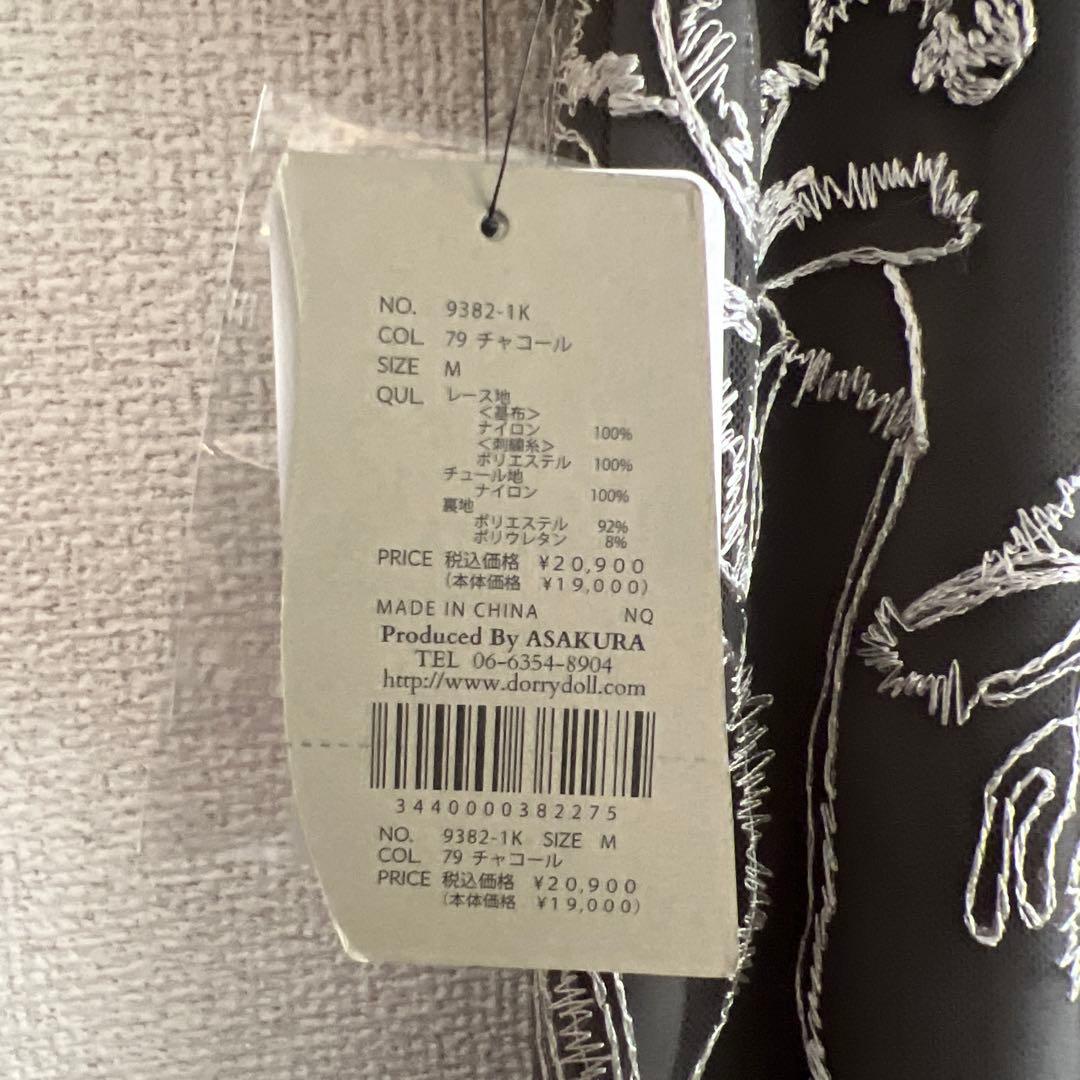 NO. 9382-1K
COL 79 チャコール
SIZE M
QUL レース地
<基布>
ナイロン 100%
<刺繍糸>
ポリエステル 100%
チュール地
ナイロン 100%
裏地
ポリエステル 92%
ポリウレタン 8%
PRICE 税込価格 ¥20,900
(本体価格 ¥19,000)
MADE IN CHINA NQ
Produced By ASAKURA
TEL 06-6354-8904
http://www.dorrydoll.com
3440000382275
NO. 9382-1K SIZE M
COL 79 チャコール
PRICE 税込価格 ¥20,900
(本体価格 ¥19,000)